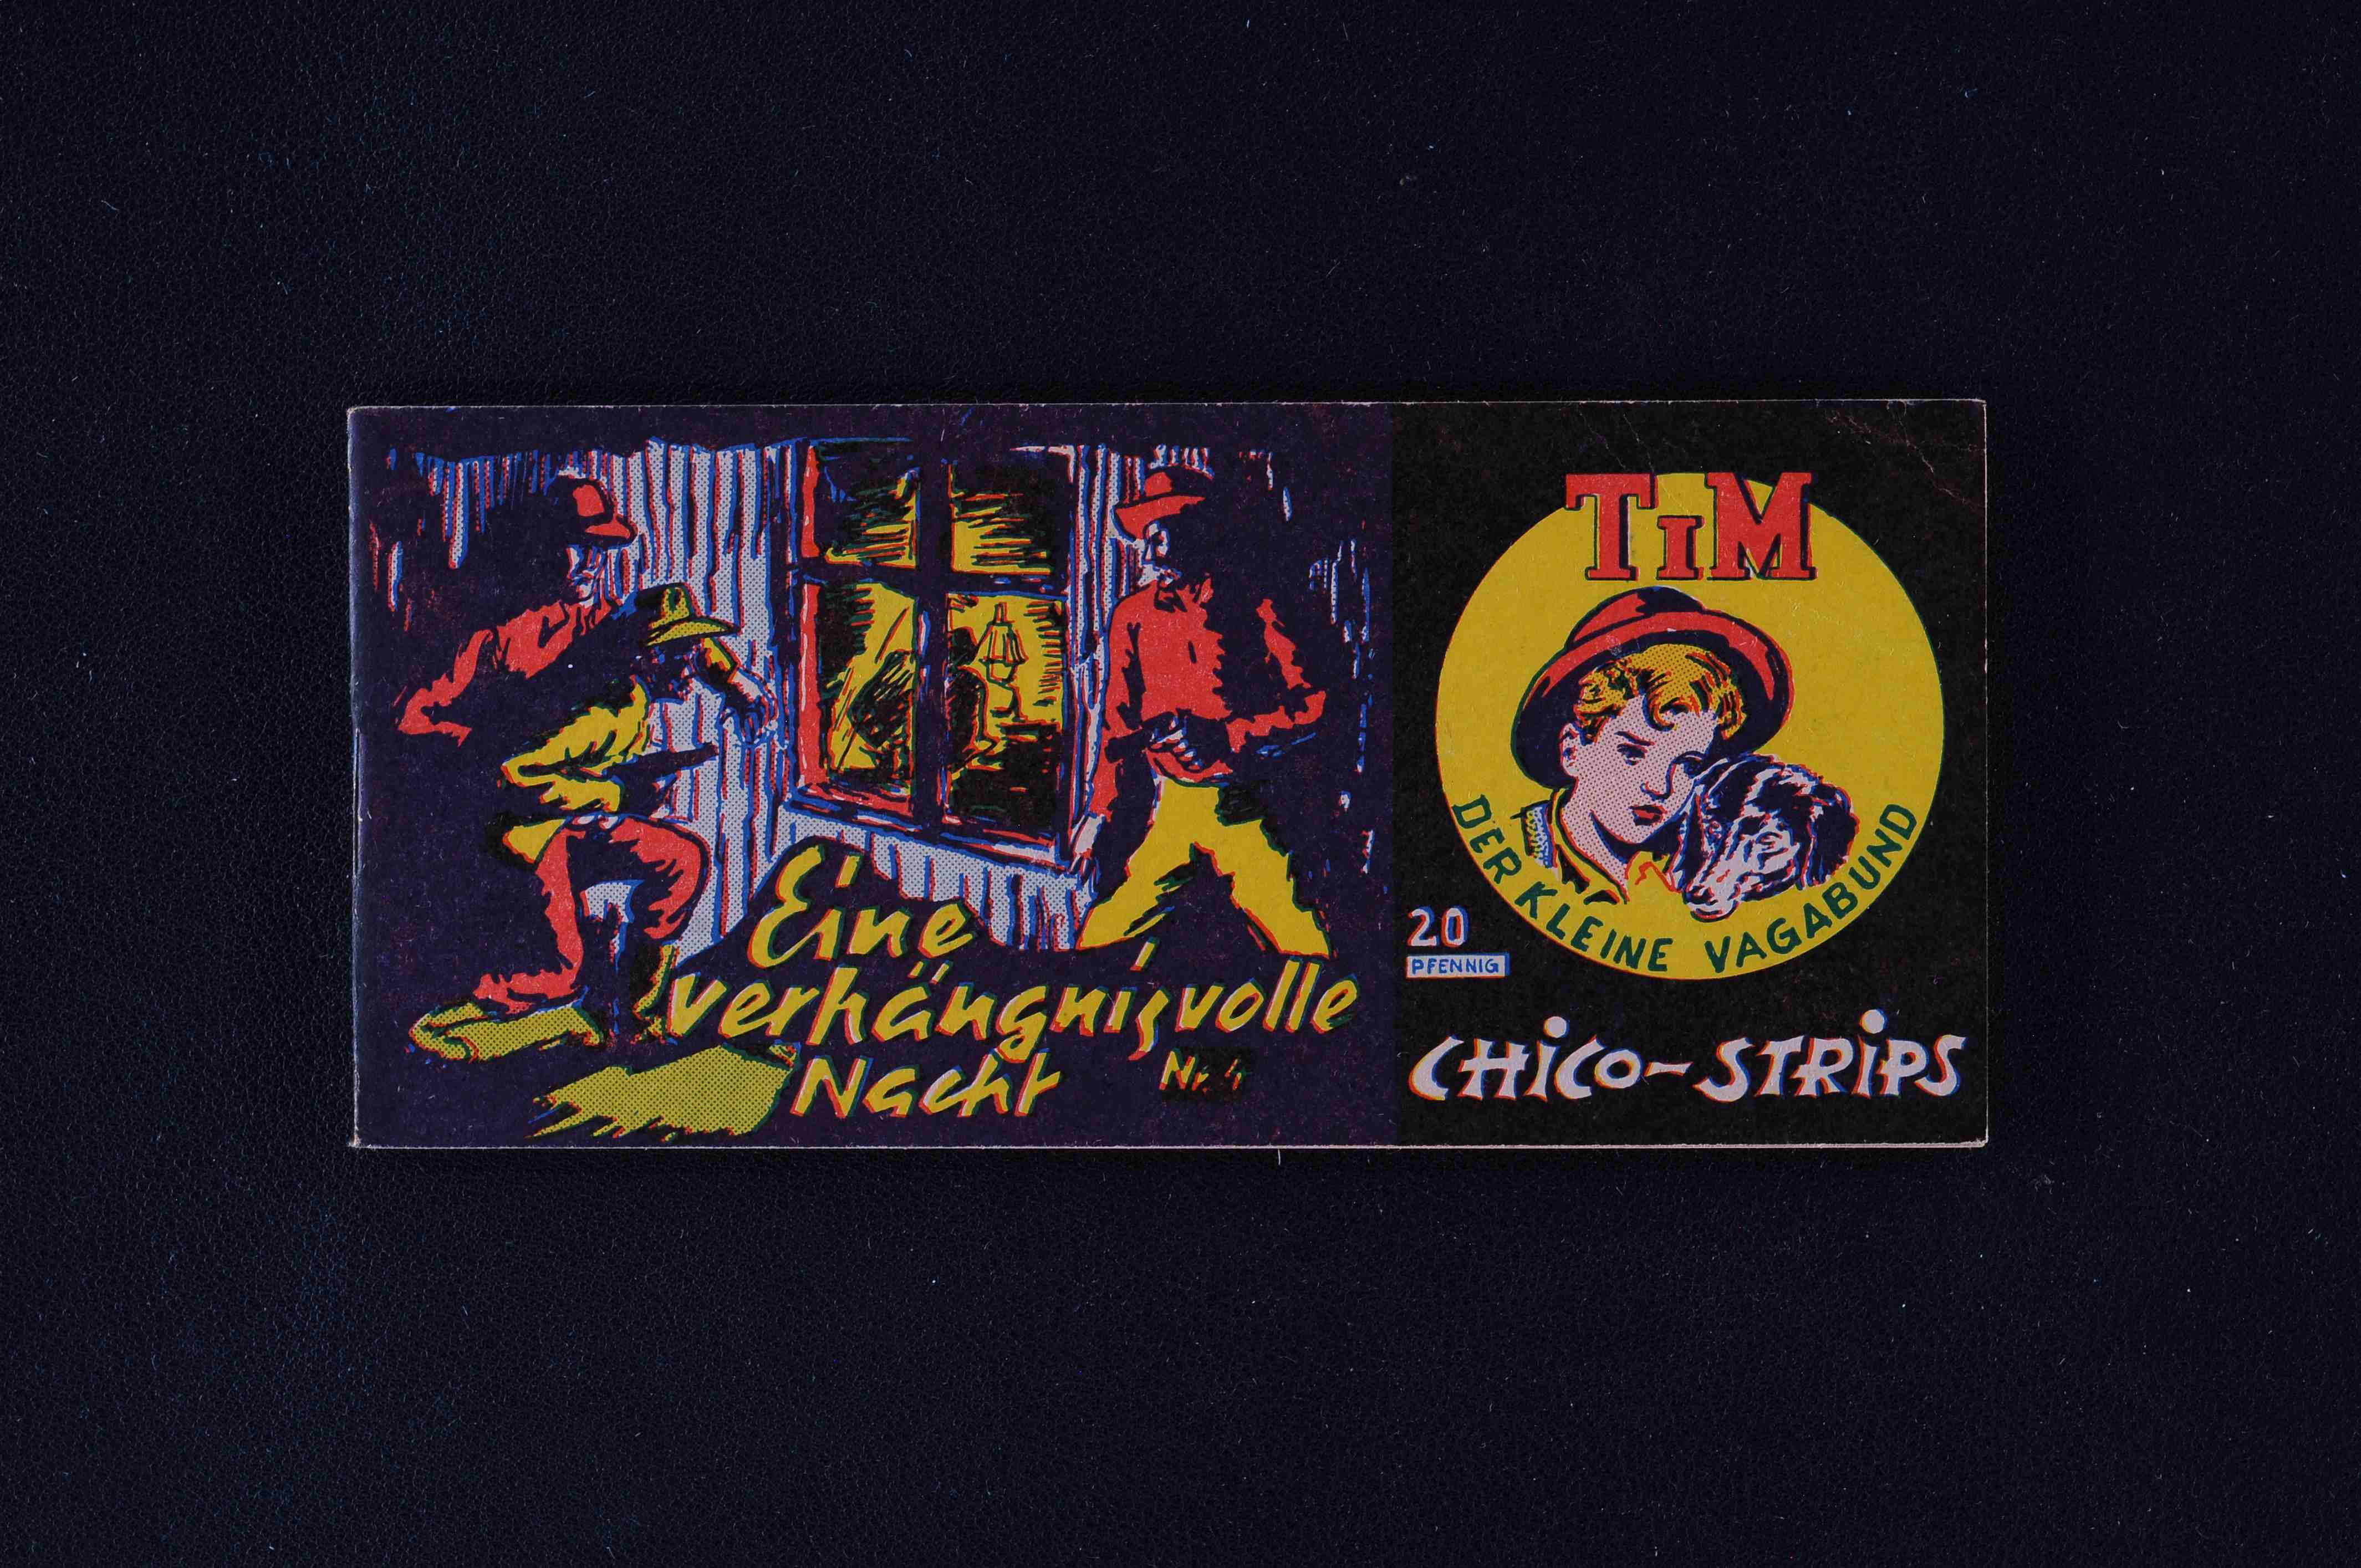 Eine
verhängnisvolle
Nacht
Nr. 4
TIM
DER KLEINE VAGABUND
20
PFENNIG
CHICO-STRIPS